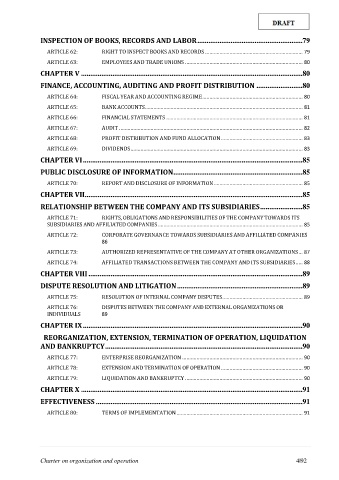 DRAFT
INSPECTION OF BOOKS, RECORDS AND LABOR 79
ARTICLE 62: RIGHT TO INSPECT BOOKS AND RECORDS 79
ARTICLE 63: EMPLOYEES AND TRADE UNIONS 80
CHAPTER V 80
FINANCE, ACCOUNTING, AUDITING AND PROFIT DISTRIBUTION 80
ARTICLE 64: FISCAL YEAR AND ACCOUNTING REGIME 80
ARTICLE 65: BANK ACCOUNTS 81
ARTICLE 66: FINANCIAL STATEMENTS 81
ARTICLE 67: AUDIT 82
ARTICLE 68: PROFIT DISTRIBUTION AND FUND ALLOCATION 83
ARTICLE 69: DIVIDENDS 83
CHAPTER VI 85
PUBLIC DISCLOSURE OF INFORMATION 85
ARTICLE 70: REPORT AND DISCLOSURE OF INFORMATION 85
CHAPTER VII 85
RELATIONSHIP BETWEEN THE COMPANY AND ITS SUBSIDIARIES 85
ARTICLE 71: RIGHTS, OBLIGATIONS AND RESPONSIBILITIES OF THE COMPANY TOWARDS ITS
SUBSIDIARIES AND AFFILIATED COMPANIES 85
ARTICLE 72: CORPORATE GOVERNANCE TOWARDS SUBSIDIARIES AND AFFILIATED COMPANIES
86
ARTICLE 73: AUTHORIZED REPRESENTATIVE OF THE COMPANY AT OTHER ORGANIZATIONS 87
ARTICLE 74: AFFILIATED TRANSACTIONS BETWEEN THE COMPANY AND ITS SUBSIDIARIES 88
CHAPTER VIII 89
DISPUTE RESOLUTION AND LITIGATION 89
ARTICLE 75: RESOLUTION OF INTERNAL COMPANY DISPUTES 89
ARTICLE 76: DISPUTES BETWEEN THE COMPANY AND EXTERNAL ORGANIZATIONS OR
INDIVIDUALS 89
CHAPTER IX 90
REORGANIZATION, EXTENSION, TERMINATION OF OPERATION, LIQUIDATION
AND BANKRUPTCY 90
ARTICLE 77: ENTERPRISE REORGANIZATION 90
ARTICLE 78: EXTENSION AND TERMINATION OF OPERATION 90
ARTICLE 79: LIQUIDATION AND BANKRUPTCY 90
CHAPTER X 91
EFFECTIVENESS 91
ARTICLE 80: TERMS OF IMPLEMENTATION 91
Charter on organization and operation 4/92